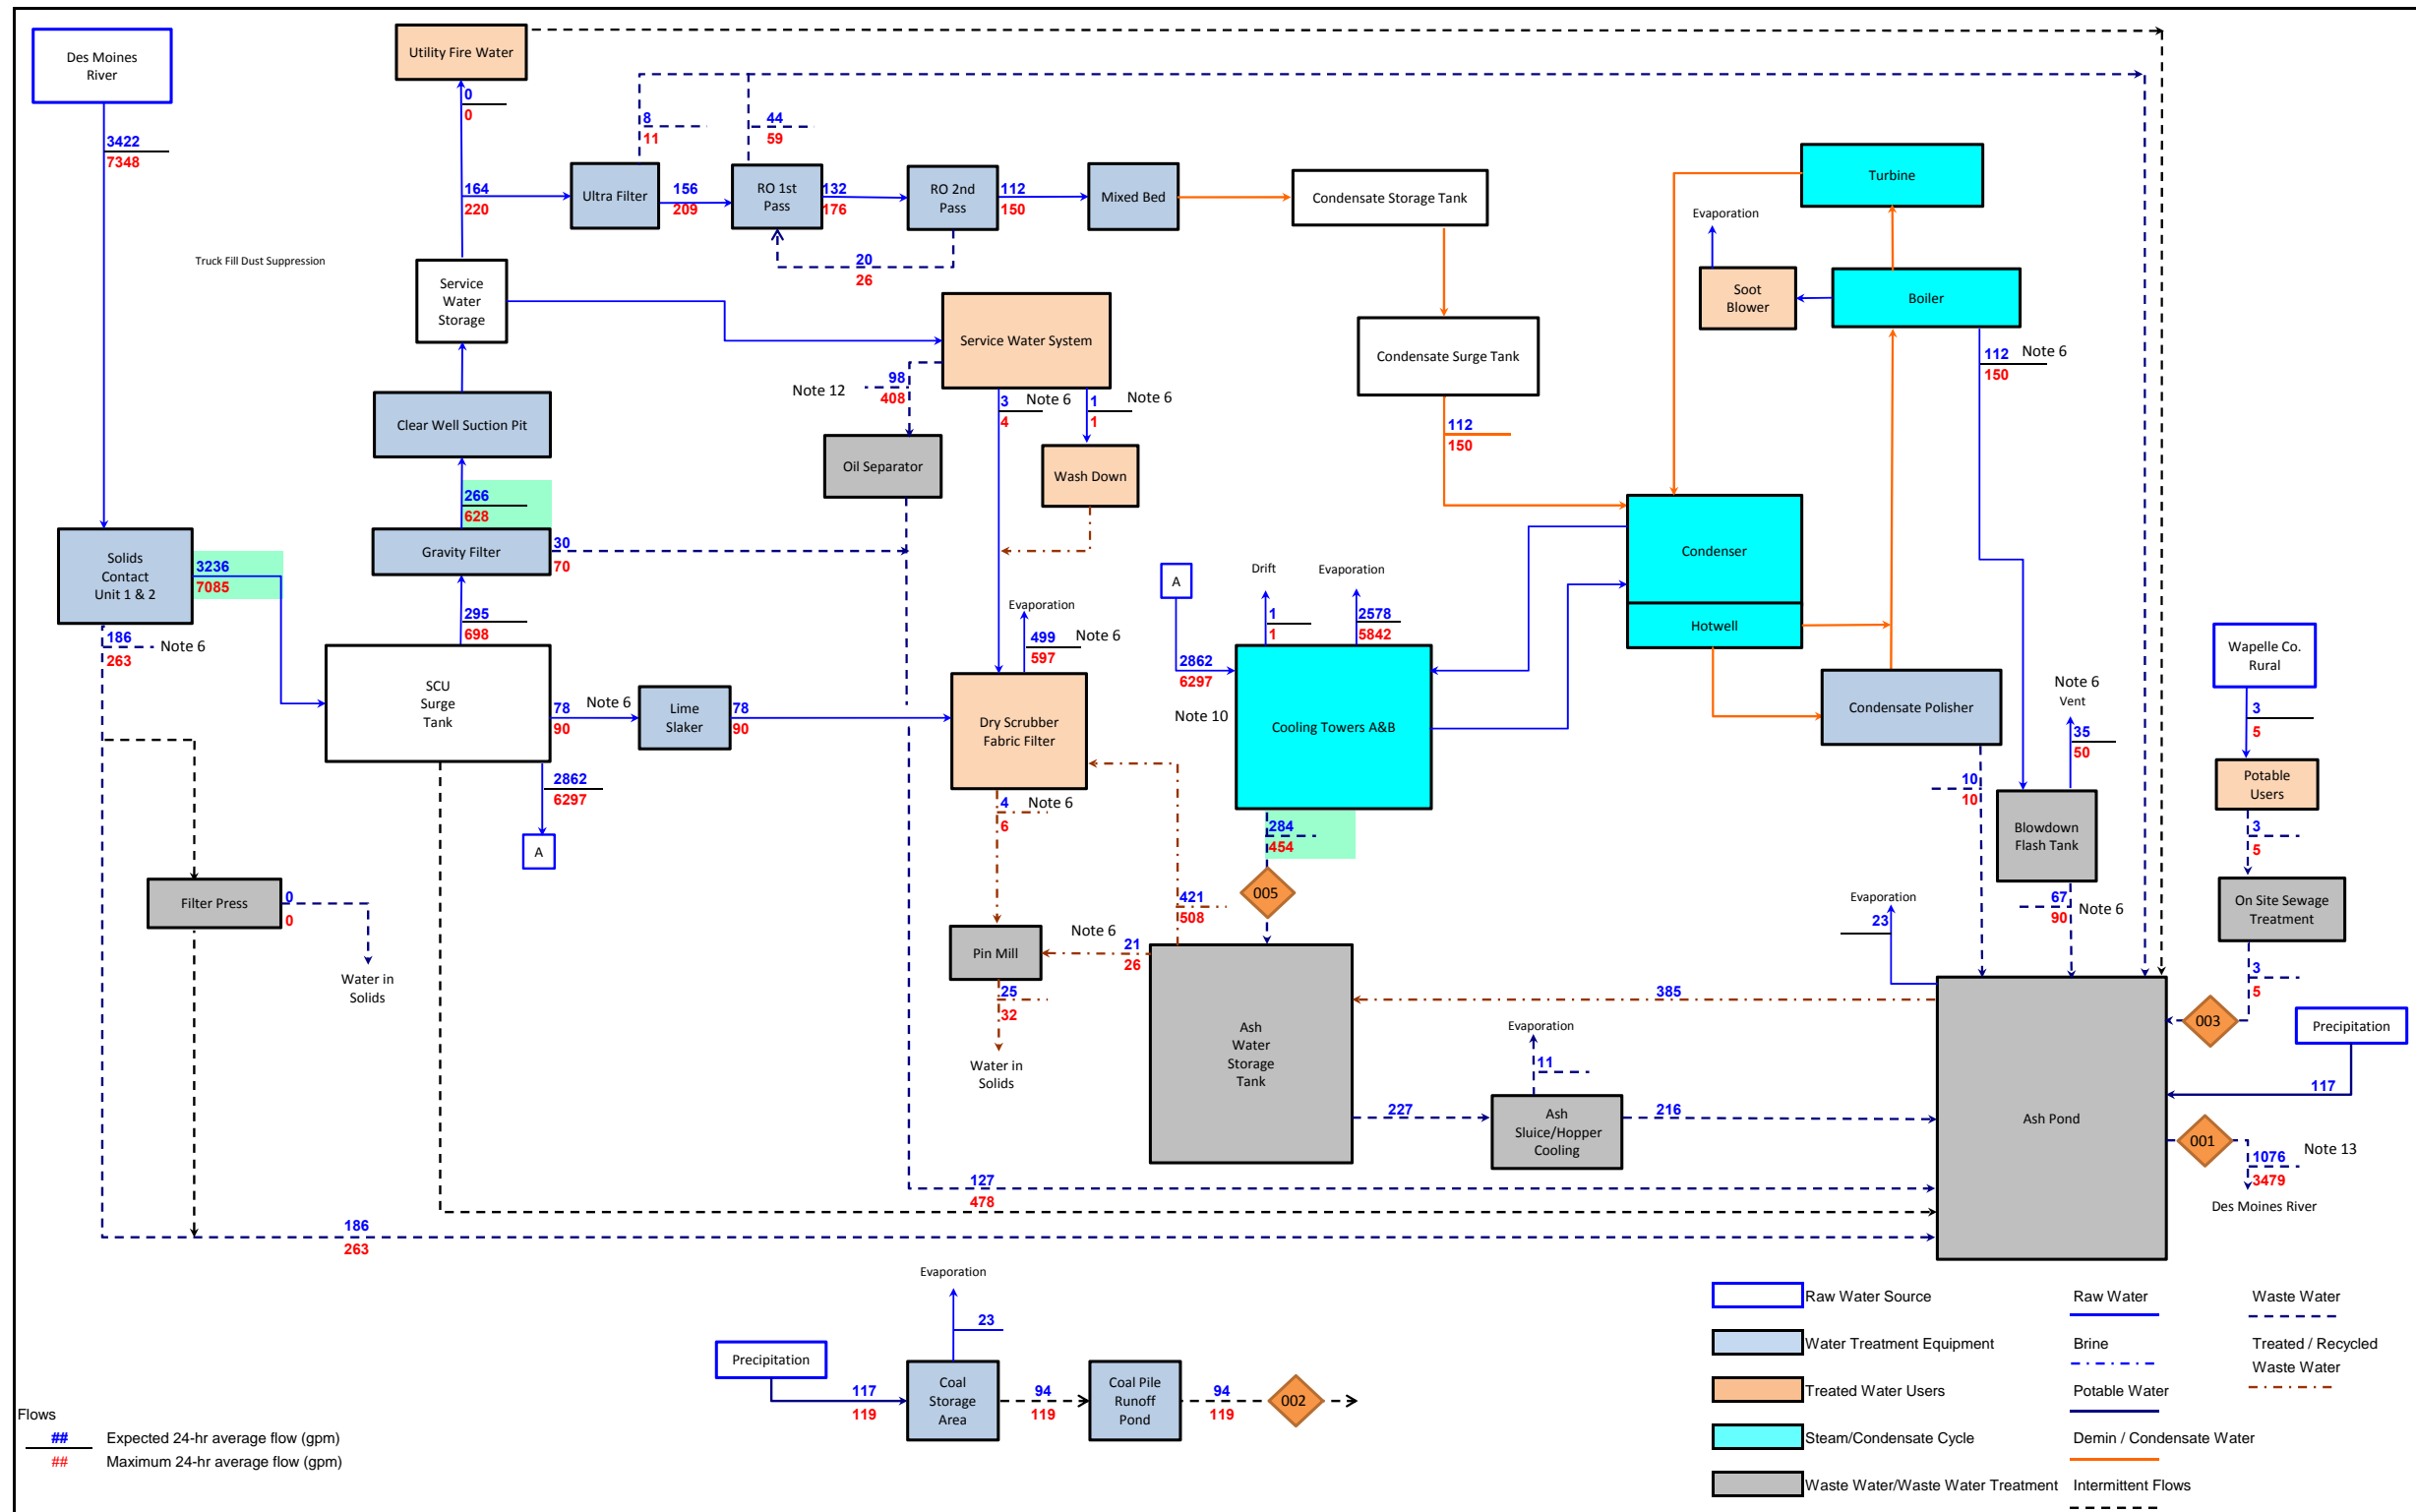 Des Moines
River
3422
7348
Utility Fire Water
0
0
164
220
8
11
44
59
Ultra Filter
156
209
RO 1st
Pass
132
176
RO 2nd
Pass
112
150
Mixed Bed
20
26
Condensate Storage Tank
Turbine
Evaporation
Soot
Blower
Boiler
112
150
Note 6
Truck Fill Dust Suppression
Service
Water
Storage
Service Water System
Condensate Surge Tank
112
150
Note 12
98
408
3
4
Note 6
1
1
Note 6
Clear Well Suction Pit
Oil Separator
Wash Down
266
628
Gravity Filter
30
70
Solids
Contact
Unit 1 & 2
3236
7085
186
263
Note 6
295
698
SCU
Surge
Tank
78
90
Note 6
Lime
Slaker
78
90
2862
6297
A
Evaporation
499
597
Note 6
Dry Scrubber
Fabric Filter
A
2862
6297
Note 10
Drift
1
1
Evaporation
2578
5842
Cooling Towers A&B
284
454
005
Condenser
Hotwell
Condensate Polisher
10
10
Note 6
Vent
35
50
Blowdown
Flash Tank
67
90
Note 6
Wapelle Co.
Rural
3
5
Potable
Users
3
5
On Site Sewage
Treatment
3
5
003
Precipitation
117
Filter Press
0
0
Water in
Solids
4
6
Note 6
Pin Mill
Note 6
21
26
25
32
Water in
Solids
421
508
Ash
Water
Storage
Tank
385
227
Evaporation
11
Ash
Sluice/Hopper
Cooling
216
Evaporation
23
Ash Pond
001
1076
3479
Note 13
Des Moines River
127
478
186
263
Evaporation
23
Precipitation
117
119
Coal
Storage
Area
94
119
Coal Pile
Runoff
Pond
94
119
002
Flows
## Expected 24-hr average flow (gpm)
## Maximum 24-hr average flow (gpm)
Raw Water Source
Water Treatment Equipment
Treated Water Users
Steam/Condensate Cycle
Waste Water/Waste Water Treatment
Raw Water
Brine
Potable Water
Demin / Condensate Water
Intermittent Flows
Waste Water
Treated / Recycled
Waste Water